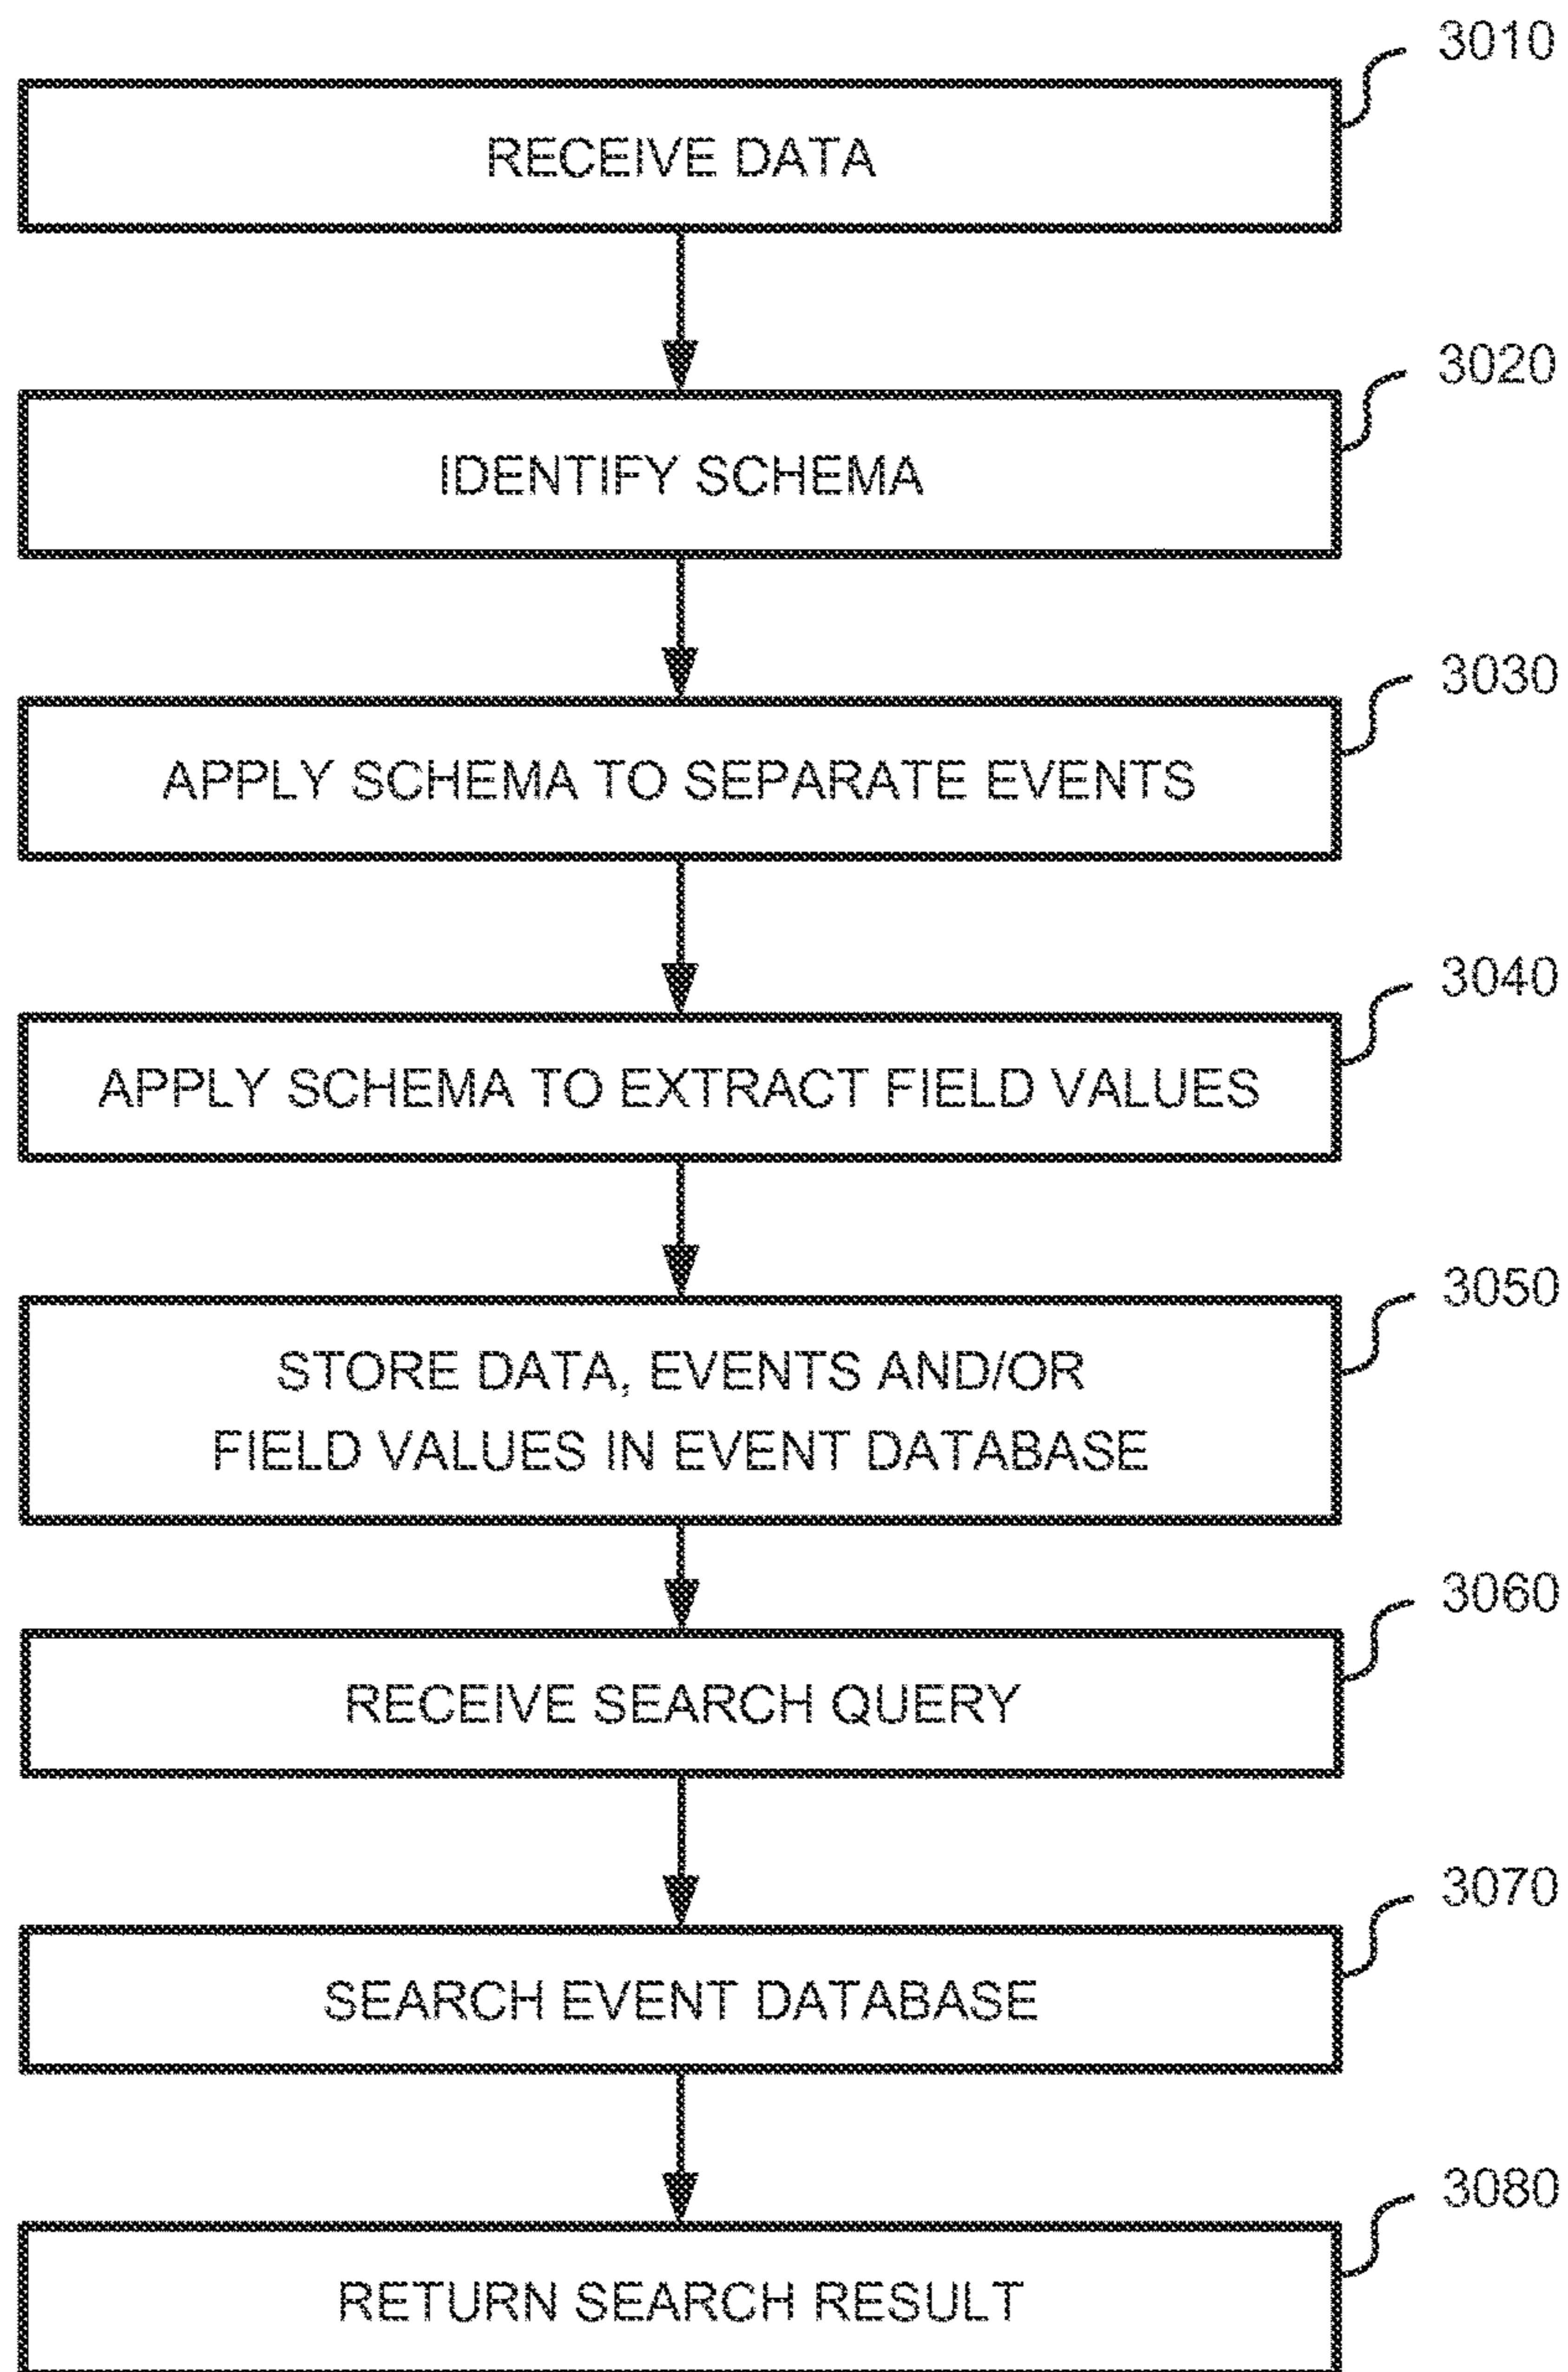 3010
RECEIVE DATA
3020
IDENTIFY SCHEMA
3030
APPLY SCHEMA TO SEPARATE EVENTS
3040
APPLY SCHEMA TO EXTRACT FIELD VALUES
3050
STORE DATA, EVENTS AND/OR
FIELD VALUES IN EVENT DATABASE
3060
RECEIVE SEARCH QUERY
3070
SEARCH EVENT DATABASE
3080
RETURN SEARCH RESULT